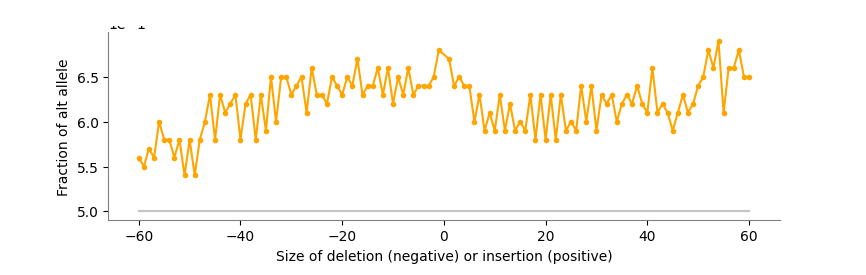 6.5
6.0
5.5
5.0
Fraction of alt allele
−60 −40 −20 0 20 40 60
Size of deletion (negative) or insertion (positive)